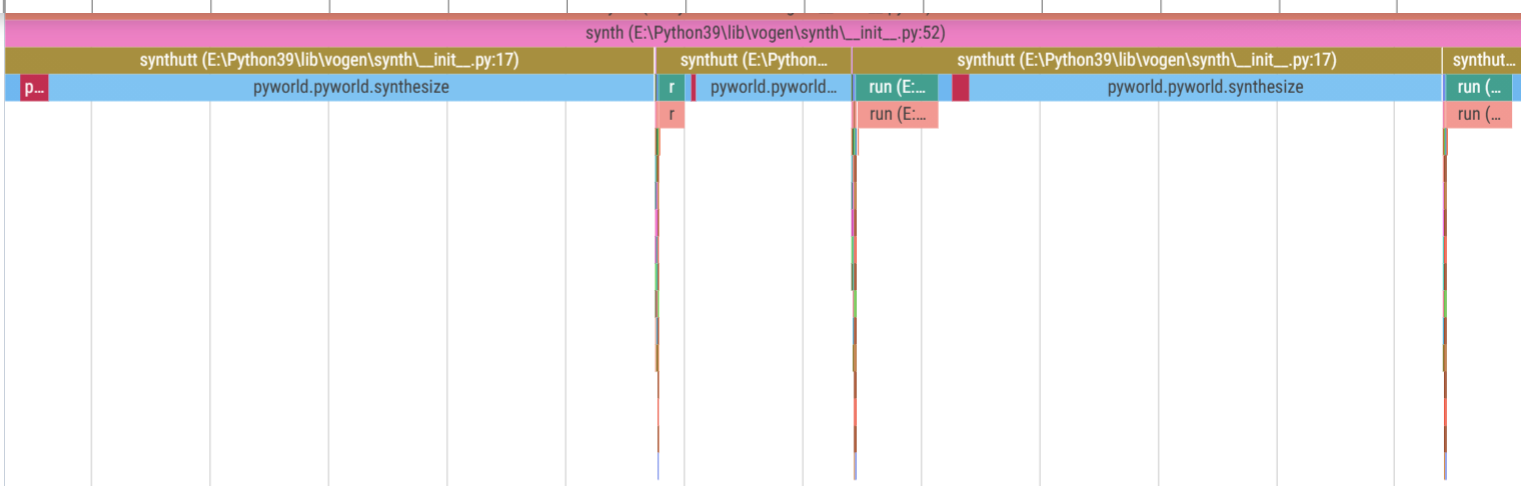 synth (E:\Python39\lib\vogen\synth\__init__.py:52)
synthutt (E:\Python39\lib\vogen\synth\__init__.py:17) synthutt (E:\Python... synthutt (E:\Python39\lib\vogen\synth\__init__.py:17) synthut...
p... pyworld.pyworld.synthesize r pyworld.pyworld... run (E:... pyworld.pyworld.synthesize run (...
r run (E:... run (...